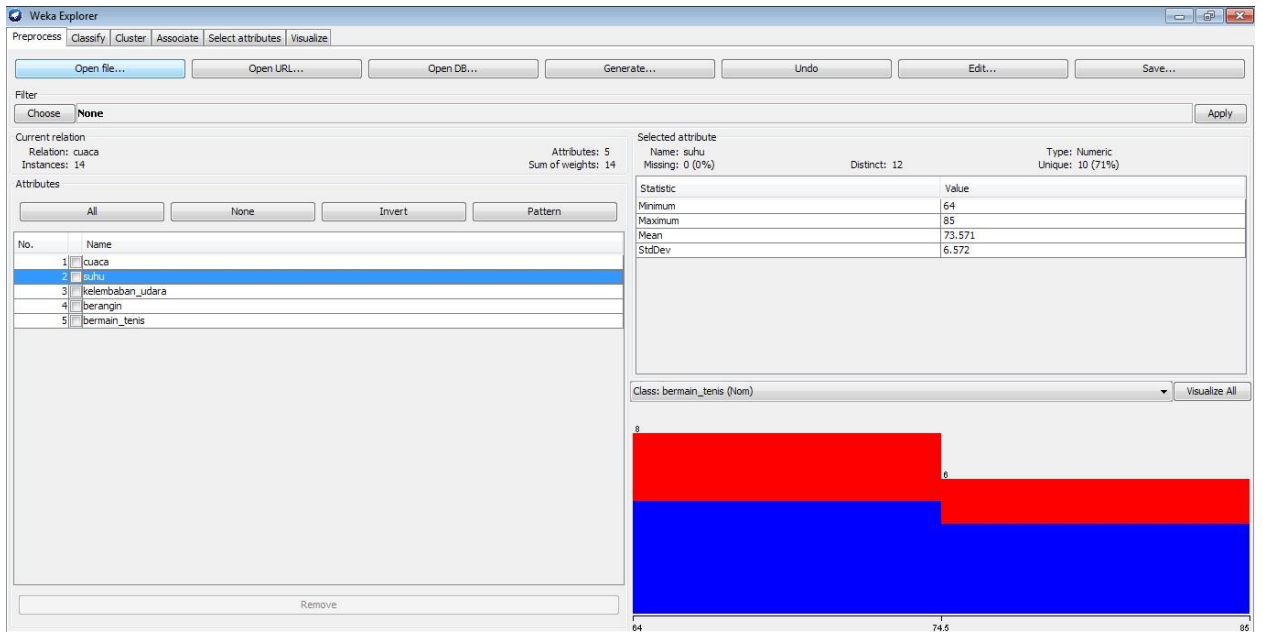 Weka Explorer
Preprocess Classify Cluster Associate Select attributes Visualize
Open file... Open URL... Open DB... Generate... Undo Edit... Save...
Filter
Choose None Apply
Current relation
Relation: cuaca Attributes: 5
Instances: 14 Sum of weights: 14
Attributes
All None Invert Pattern
No. Name
1 cuaca
2 suhu
3 kelembaban_udara
4 berangin
5 bermain_tenis
Remove
Selected attribute
Name: suhu Type: Numeric
Missing: 0 (0%) Distinct: 12 Unique: 10 (71%)
Statistic Value
Minimum 64
Maximum 85
Mean 73.571
StdDev 6.572
Class: bermain_tenis (Nom) Visualize All
8
6
64 74.5 85